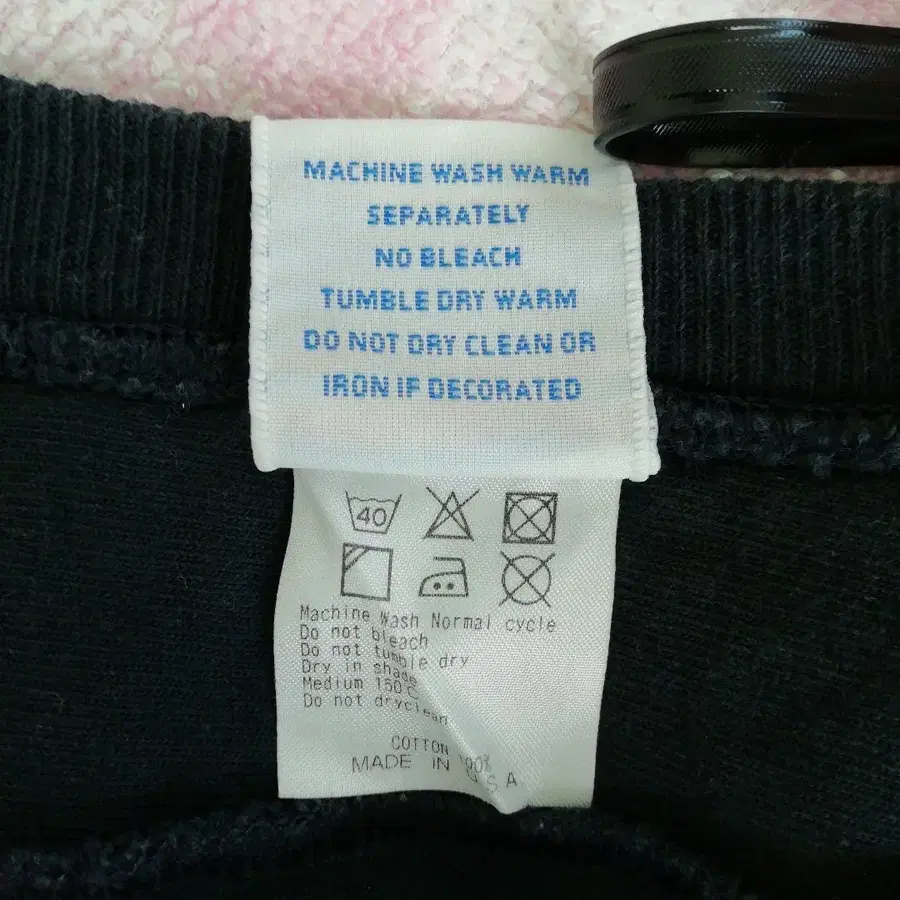 MACHINE WASH WARM
SEPARATELY
NO BLEACH
TUMBLE DRY WARM
DO NOT DRY CLEAN OR
IRON IF DECORATED
40
Machine Wash Normal cycle
Do not bleach
Do not tumble dry
Dry in shade
Medium 150 C
Do not dryclean
COTTON 100%
MADE IN U S A